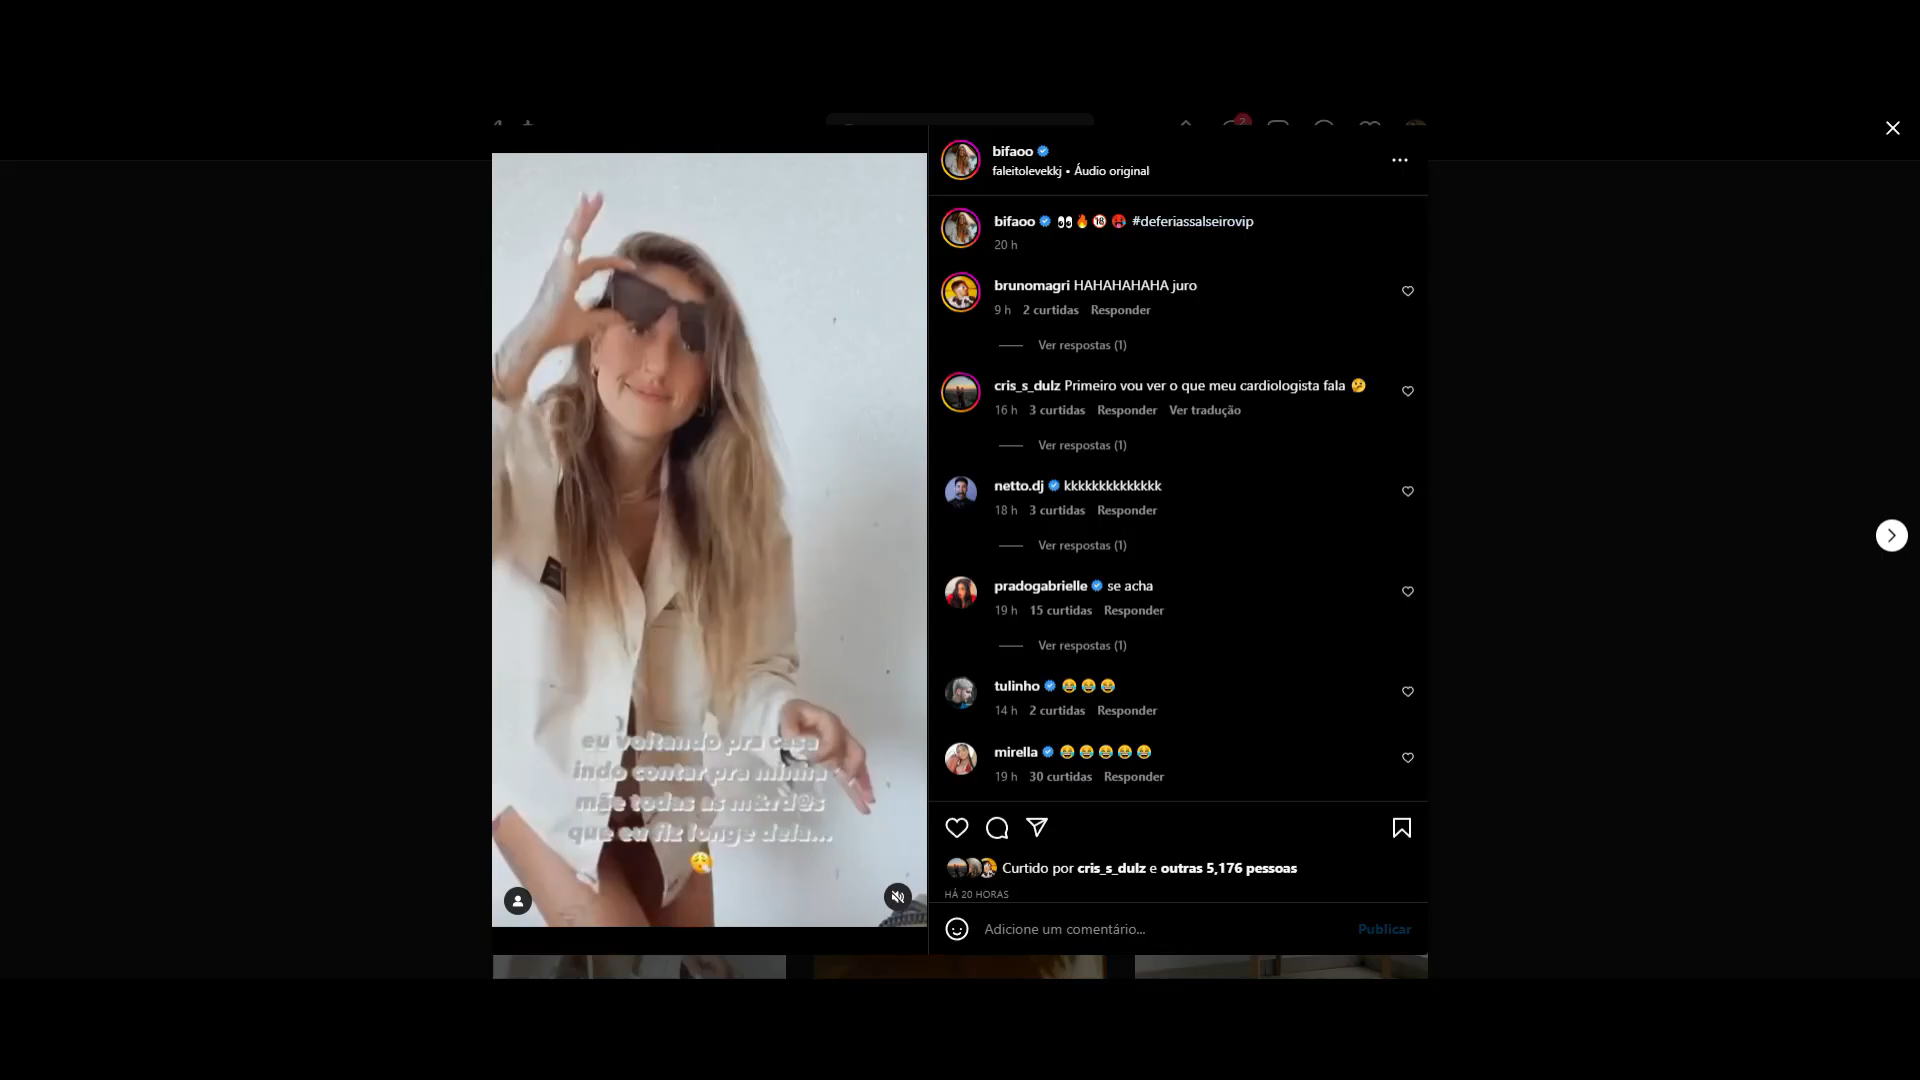 bifaoo
faleitolevekkj • Áudio original
bifaoo 👀🔥🔞🥵 #deferiassalseirovip
20 h
brunomagri HAHAHAHAHA juro
9 h 2 curtidas Responder
Ver respostas (1)
cris_s_dulz Primeiro vou ver o que meu cardiologista fala 🤔
16 h 3 curtidas Responder Ver tradução
Ver respostas (1)
netto.dj kkkkkkkkkkkkkk
18 h 3 curtidas Responder
Ver respostas (1)
pradogabrielle se acha
19 h 15 curtidas Responder
Ver respostas (1)
tulinho 😂😂😂
14 h 2 curtidas Responder
mirella 😂😂😂😂😂
19 h 30 curtidas Responder
Curtido por cris_s_dulz e outras 5,176 pessoas
HÁ 20 HORAS
Adicione um comentário...
Publicar
eu voltando pra casa
indo contar pra minha
mãe todas as m&rd@s
que eu fiz longe dela...
2